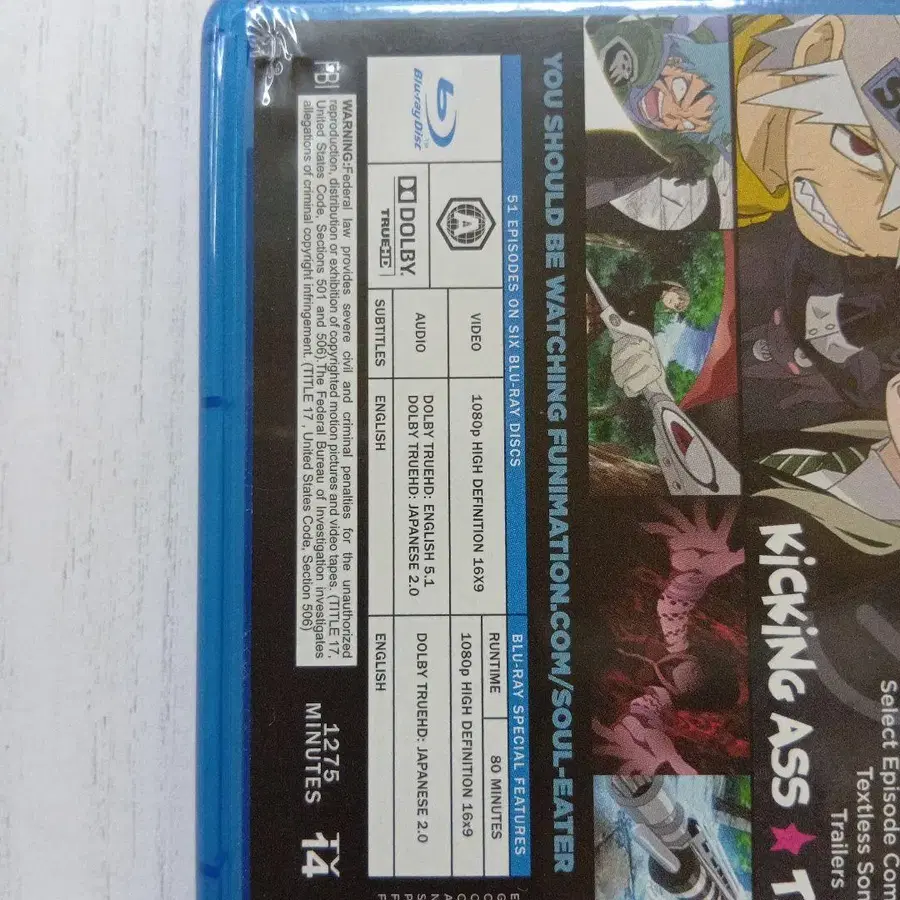 SO
KiCKiNG ASS ★ T
Select Episode Com
Textless Son
Trailers
YOU SHOULD BE WATCHING FUNIMATION.COM/SOUL-EATER
51 EPISODES ON SIX BLU-RAY DISCS
BLU-RAY SPECIAL FEATURES
Blu-ray Disc™
A
DOLBY
TRUEHD
RUNTIME 80 MINUTES
VIDEO 1080p HIGH DEFINITION 16X9 1080p HIGH DEFINITION 16x9
AUDIO DOLBY TRUEHD: ENGLISH 5.1
DOLBY TRUEHD: JAPANESE 2.0 DOLBY TRUEHD: JAPANESE 2.0
SUBTITLES ENGLISH ENGLISH
FBI
WARNING:Federal law provides severe civil and criminal penalties for the unauthorized
reproduction, distribution or exhibition of copyrighted motion pictures and video tapes. (TITLE 17,
United States Code, Sections 501 and 506).The Federal Bureau of Investigation investigates
allegations of criminal copyright infringement. (TITLE 17 , United States Code, Section 506)
1275
MINUTES
TV
14